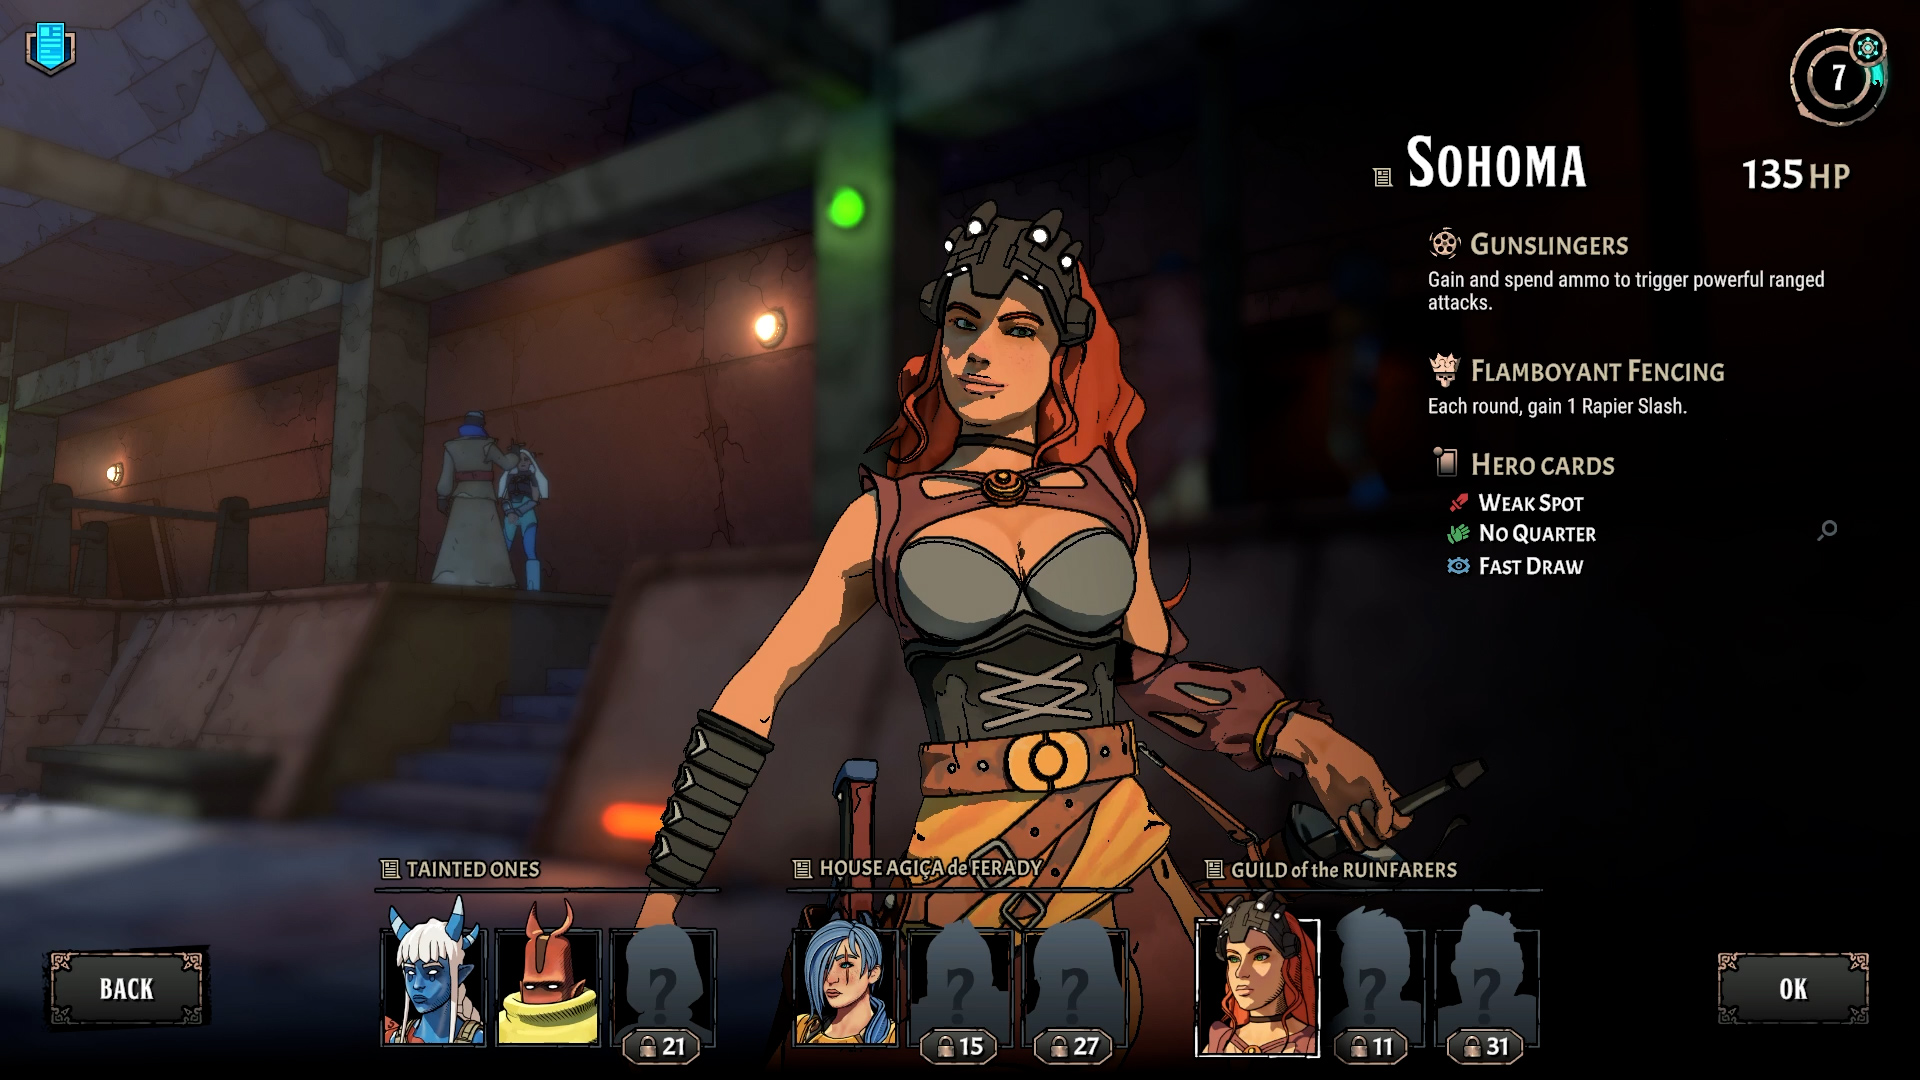 7
SOHOMA
135 HP
GUNSLINGERS
Gain and spend ammo to trigger powerful ranged
attacks.
FLAMBOYANT FENCING
Each round, gain 1 Rapier Slash.
HERO CARDS
WEAK SPOT
NO QUARTER
FAST DRAW
TAINTED ONES
HOUSE AGIÇA de FERADY
GUILD of the RUINFARERS
?
?
?
?
?
BACK
OK
21
15
27
11
31